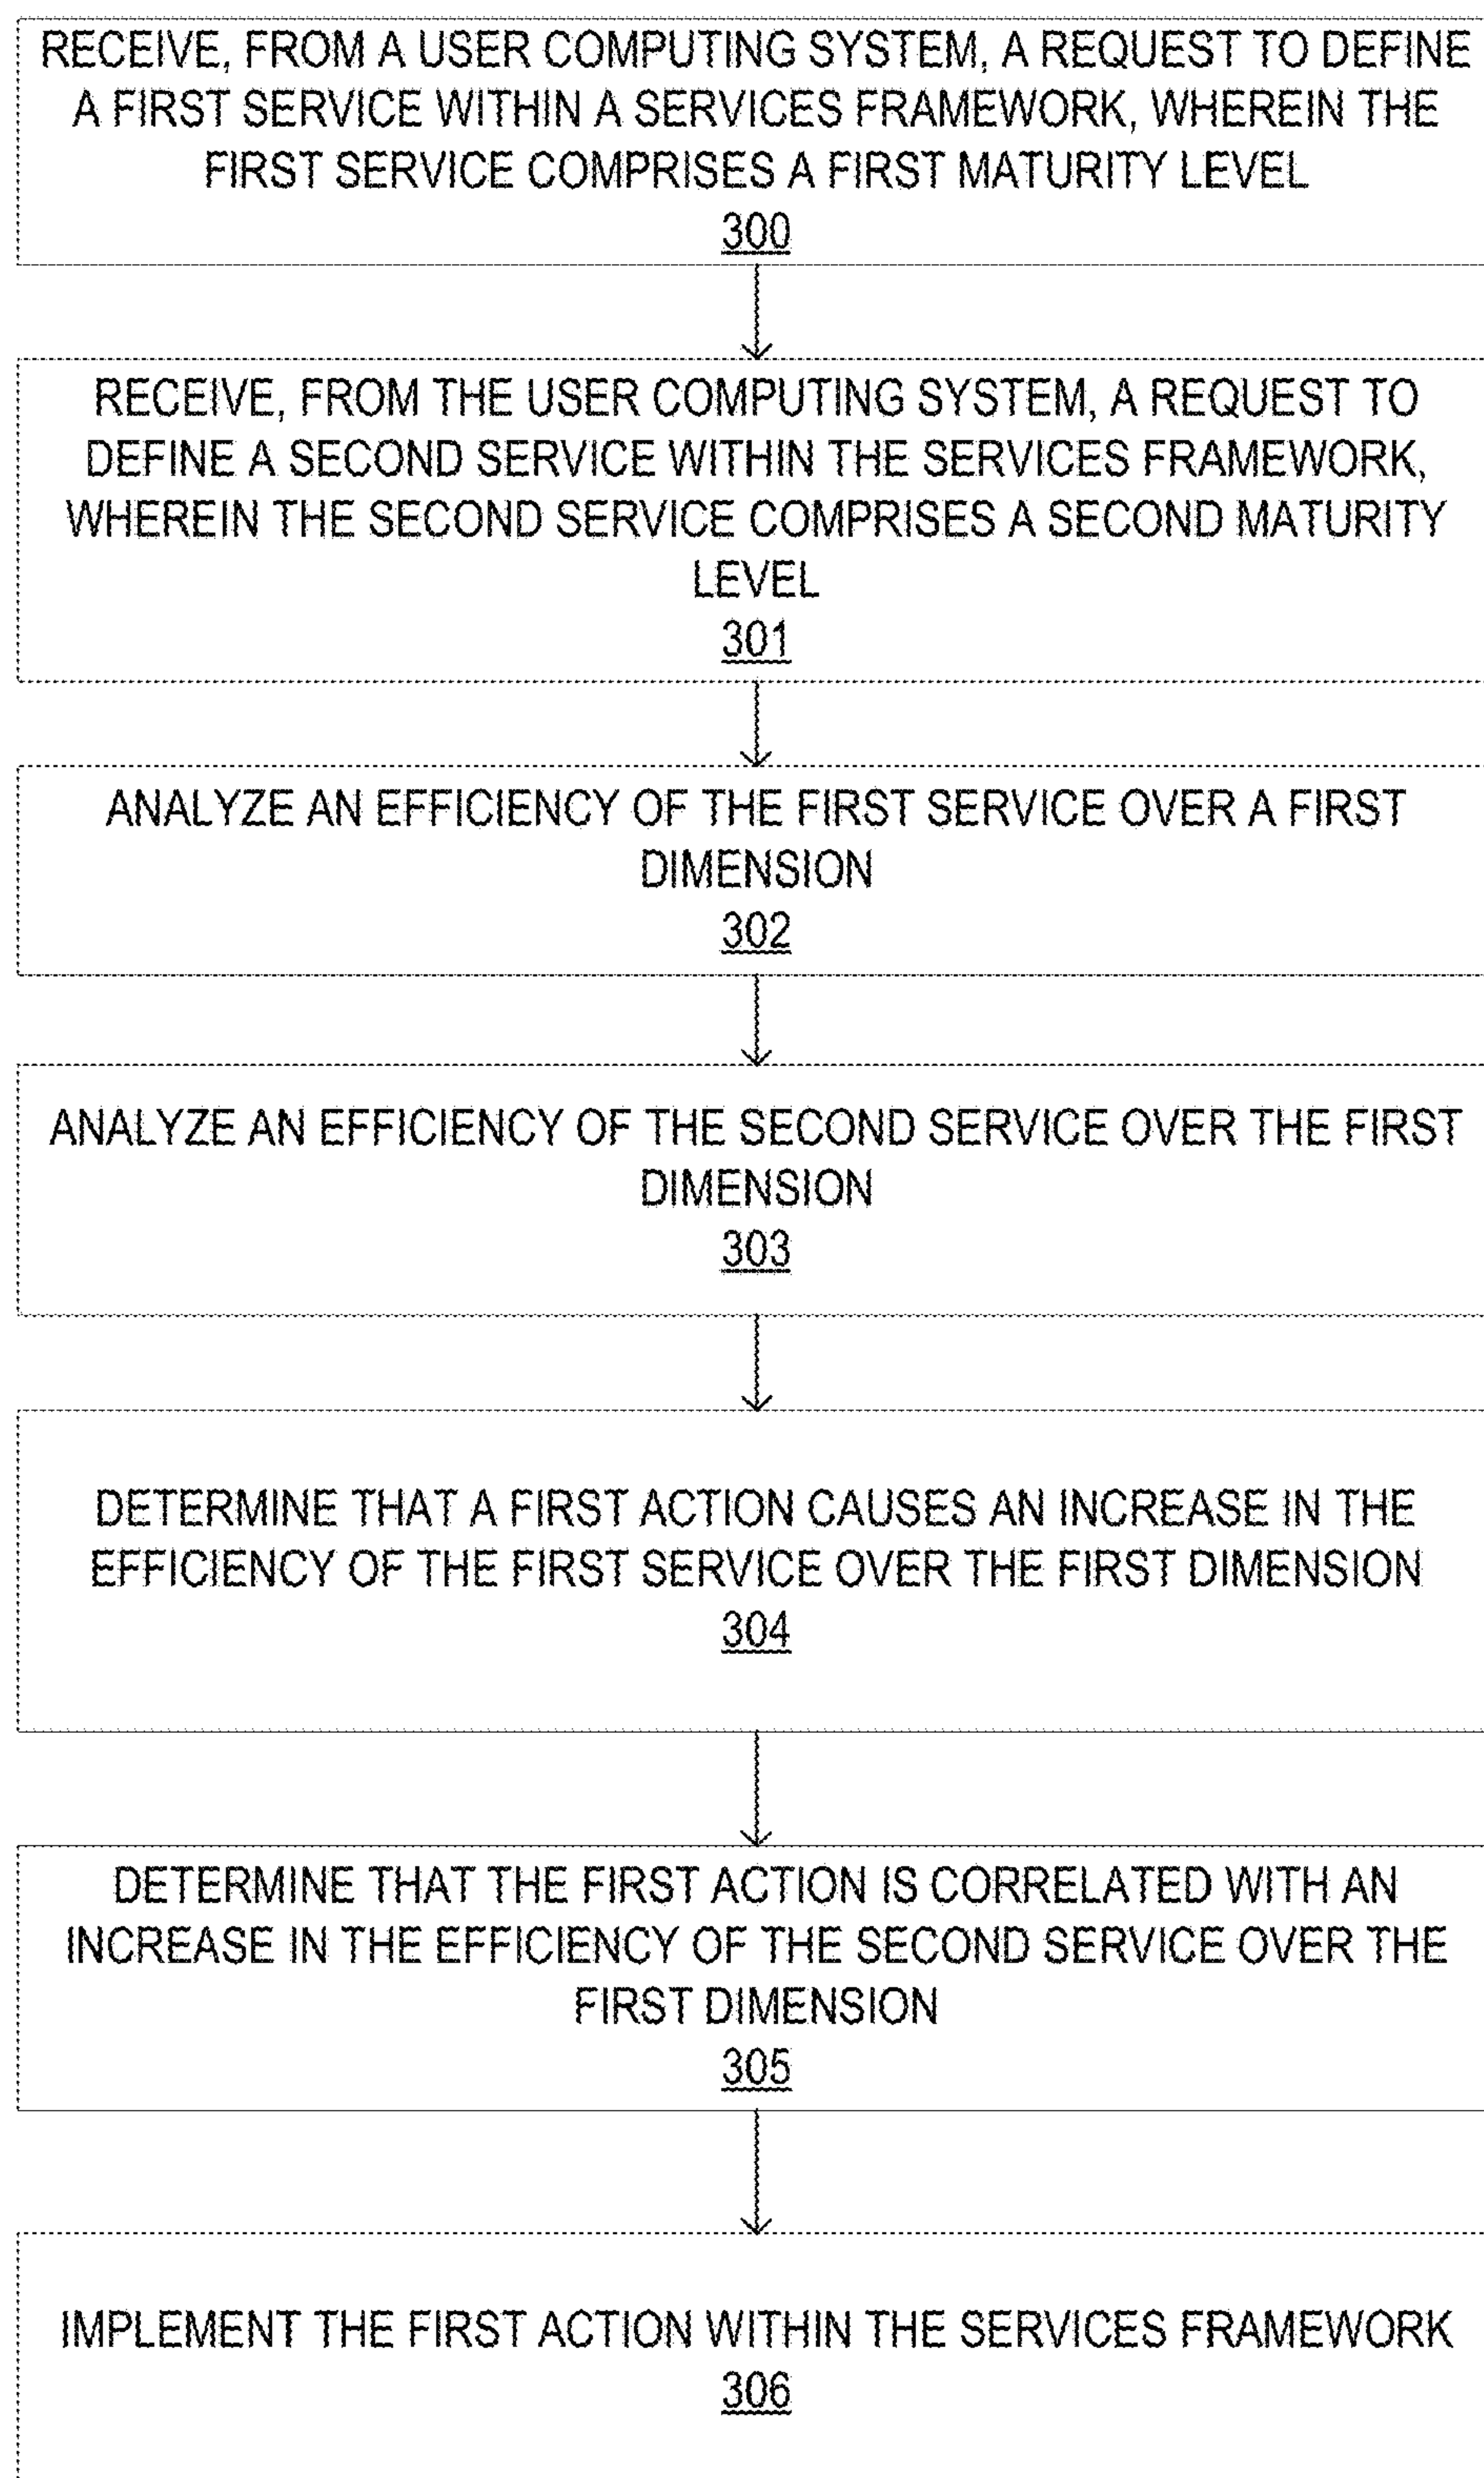 RECEIVE, FROM A USER COMPUTING SYSTEM, A REQUEST TO DEFINE
A FIRST SERVICE WITHIN A SERVICES FRAMEWORK, WHEREIN THE
FIRST SERVICE COMPRISES A FIRST MATURITY LEVEL
300
RECEIVE, FROM THE USER COMPUTING SYSTEM, A REQUEST TO
DEFINE A SECOND SERVICE WITHIN THE SERVICES FRAMEWORK,
WHEREIN THE SECOND SERVICE COMPRISES A SECOND MATURITY
LEVEL
301
ANALYZE AN EFFICIENCY OF THE FIRST SERVICE OVER A FIRST
DIMENSION
302
ANALYZE AN EFFICIENCY OF THE SECOND SERVICE OVER THE FIRST
DIMENSION
303
DETERMINE THAT A FIRST ACTION CAUSES AN INCREASE IN THE
EFFICIENCY OF THE FIRST SERVICE OVER THE FIRST DIMENSION
304
DETERMINE THAT THE FIRST ACTION IS CORRELATED WITH AN
INCREASE IN THE EFFICIENCY OF THE SECOND SERVICE OVER THE
FIRST DIMENSION
305
IMPLEMENT THE FIRST ACTION WITHIN THE SERVICES FRAMEWORK
306